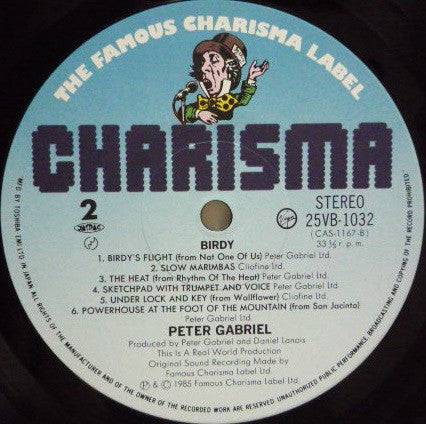 THE FAMOUS CHARISMA LABEL
CHARISMA
2
STEREO
25VB-1032
(CAS-1167-B)
33 1/3 r. p. m.
Virgin
BIRDY
1. BIRDY'S FLIGHT (from Not One Of Us) Peter Gabriel Ltd.
2. SLOW MARIMBAS Cliofine Ltd.
3. THE HEAT (from Rhythm Of The Heat) Peter Gabriel Ltd.
4. SKETCHPAD WITH TRUMPET AND VOICE Peter Gabriel Ltd.
5. UNDER LOCK AND KEY (from Wallflower) Cliofine Ltd.
6. POWERHOUSE AT THE FOOT OF THE MOUNTAIN (from San Jacinto)
Peter Gabriel Ltd.
PETER GABRIEL
Produced by Peter Gabriel and Daniel Lanois
This Is A Real World Production
Original Sound Recording Made by
Famous Charisma Label Ltd.
℗ & © 1985 Famous Charisma Label Ltd.
MF'D BY TOSHIBA EMI LTD. IN JAPAN ALL RIGHTS OF THE MANUFACTURER AND OF THE OWNER OF THE RECORDED WORK ARE RESERVED. UNAUTHORIZED PUBLIC PERFORMANCE, BROADCASTING AND COPYING OF THE RECORD PROHIBITED.